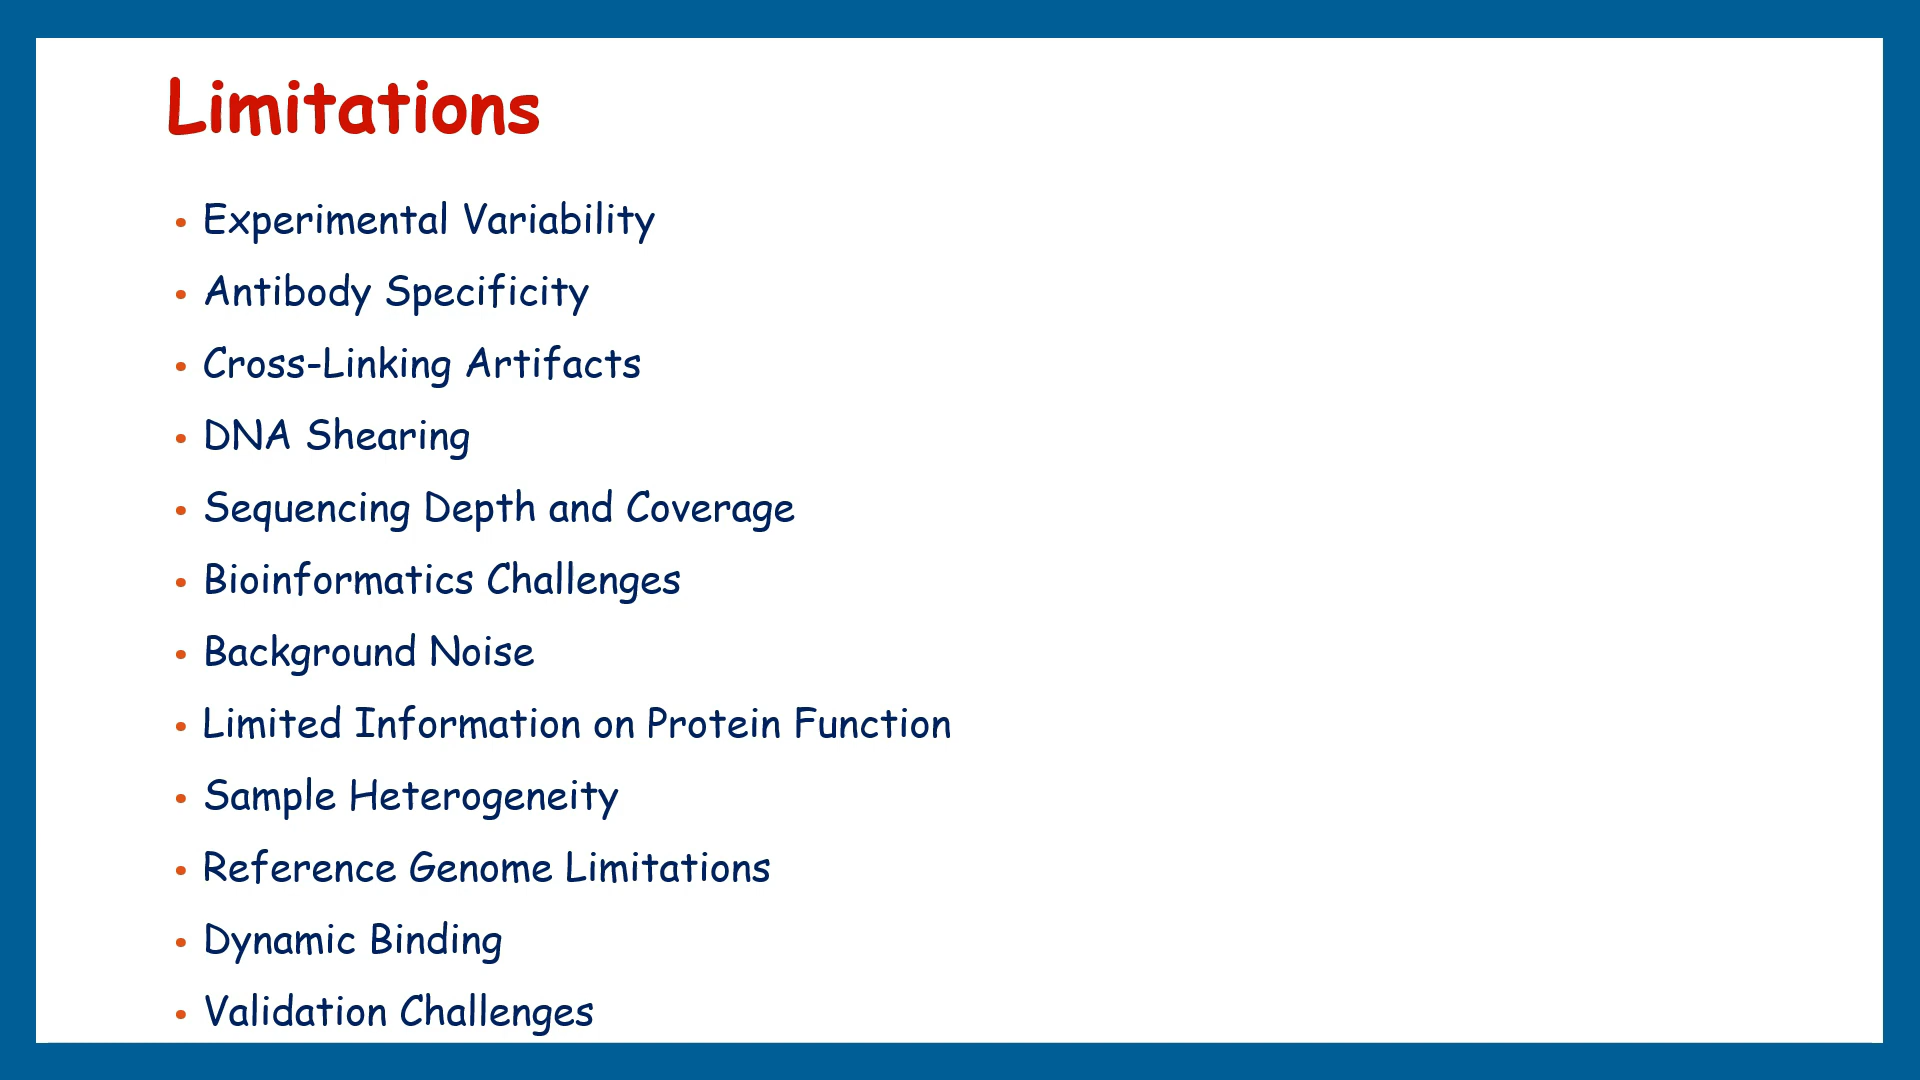 Limitations
• Experimental Variability
• Antibody Specificity
• Cross-Linking Artifacts
• DNA Shearing
• Sequencing Depth and Coverage
• Bioinformatics Challenges
• Background Noise
• Limited Information on Protein Function
• Sample Heterogeneity
• Reference Genome Limitations
• Dynamic Binding
• Validation Challenges